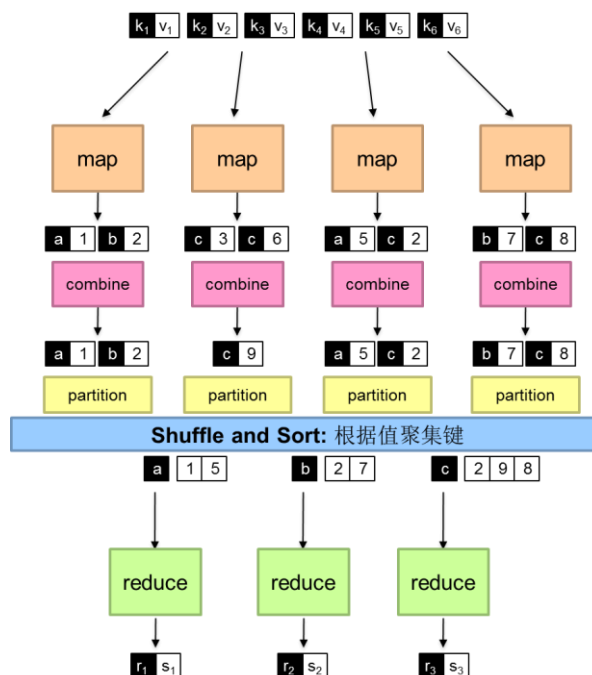 k₁ v₁ k₂ v₂ k₃ v₃ k₄ v₄ k₅ v₅ k₆ v₆
map map map map
a 1 b 2 c 3 c 6 a 5 c 2 b 7 c 8
combine combine combine combine
a 1 b 2 c 9 a 5 c 2 b 7 c 8
partition partition partition partition
Shuffle and Sort: 根据值聚集键
a 1 5 b 2 7 c 2 9 8
reduce reduce reduce
r₁ s₁ r₂ s₂ r₃ s₃